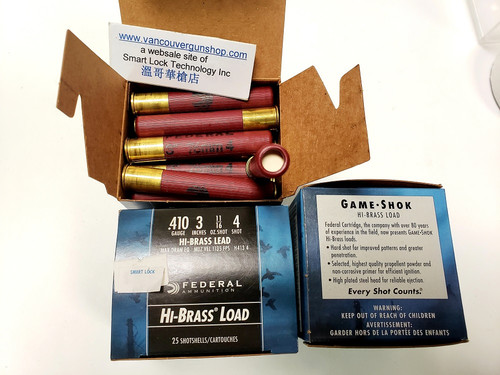 www.vancouvergunshop.com
a websale site of
Smart Lock Technology Inc
溫哥華槍店
410 3 11/16 4
GAUGE INCHES OZ.SHOT SHOT
HI-BRASS LEAD
SMART LOCK
FEDERAL
AMMUNITION
HI-BRASS® LOAD
25 SHOTSHELLS/CARTOUCHES
GAME-SHOK
HI-BRASS LOAD
Federal Cartridge, the company with over 80 years
of experience in the field, now presents GAME-SHOK
Hi-Brass loads.
• Hard shot for improved patterns and greater
penetration.
• Selected, highest quality propellent powder and
non-corrosive primer for efficient ignition.
• High plated steel head for reliable ejection.
Every Shot Counts.®
WARNING:
KEEP OUT OF REACH OF CHILDREN
AVERTISSEMENT:
GARDER HORS DE LA PORTÉE DES ENFANTS